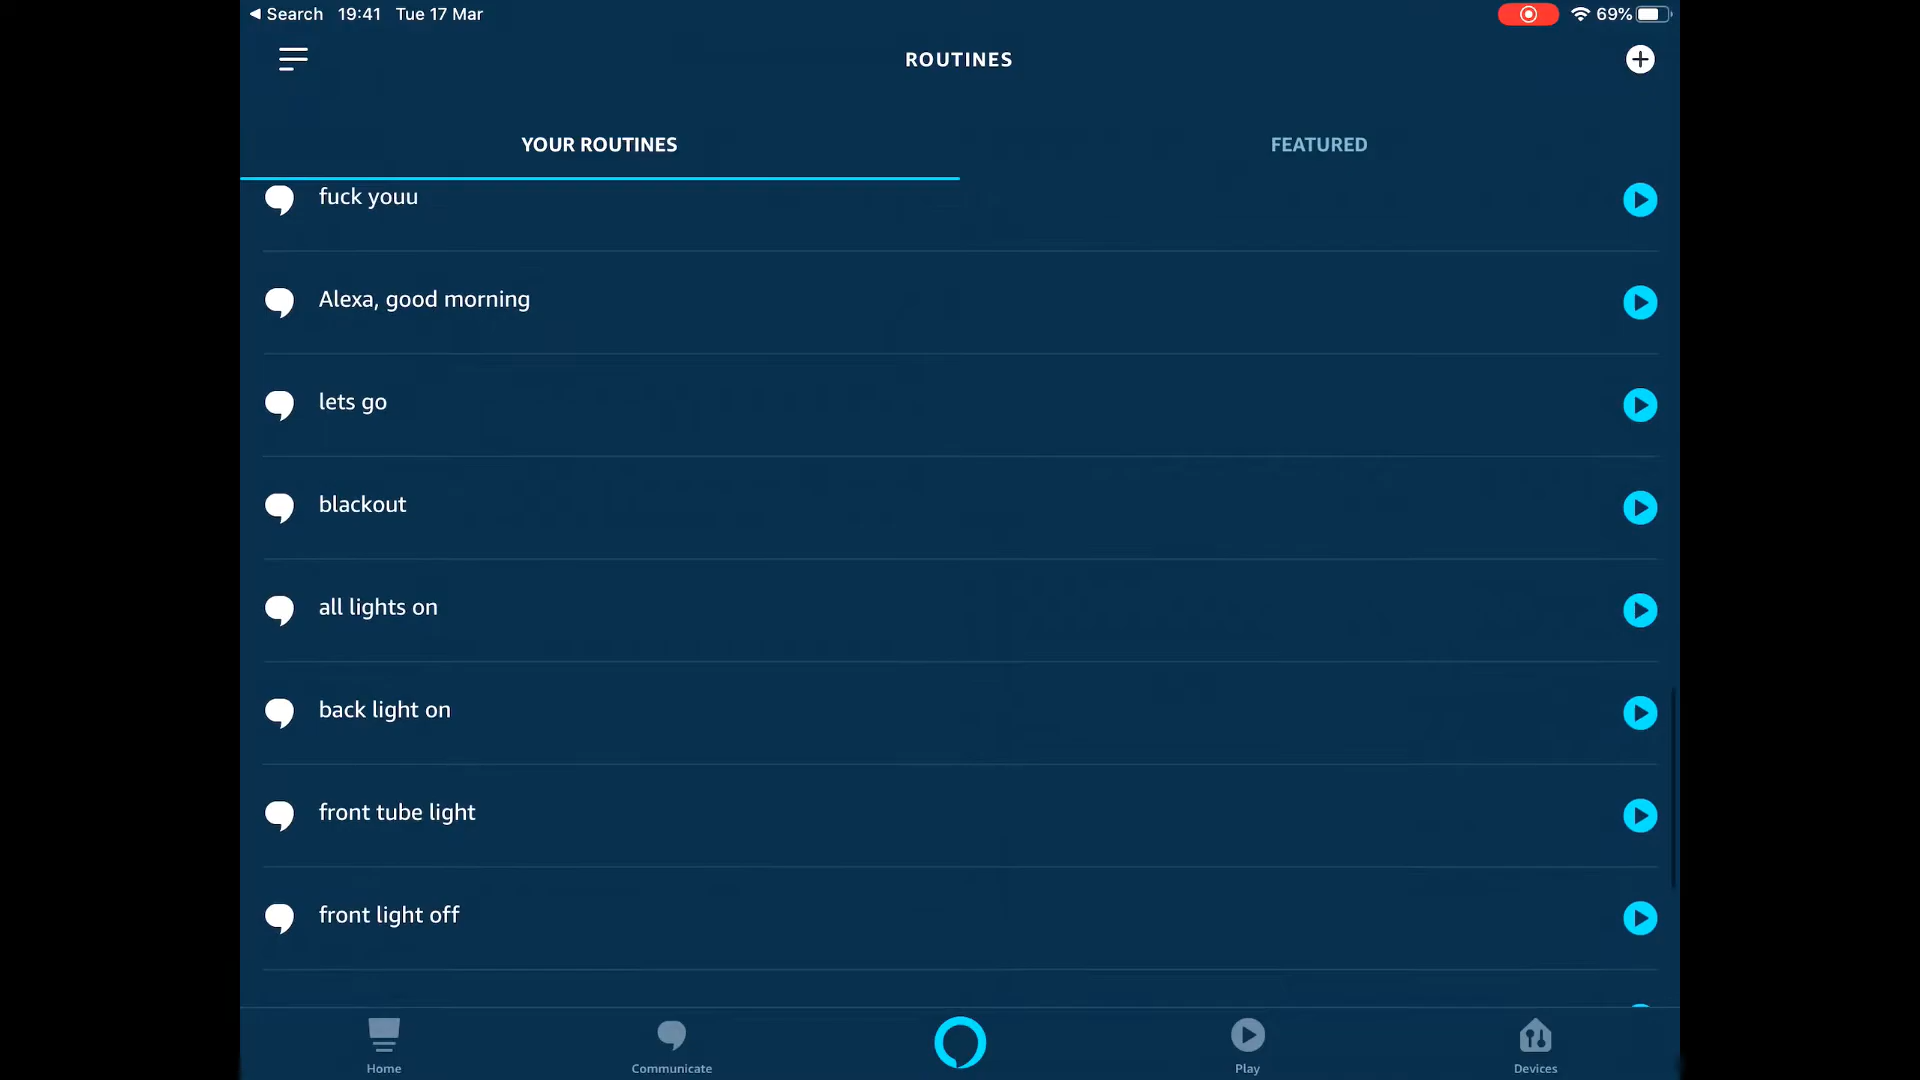 Search 19:41 Tue 17 Mar 69%
ROUTINES
YOUR ROUTINES FEATURED
fuck youu
Alexa, good morning
lets go
blackout
all lights on
back light on
front tube light
front light off
Home Communicate Play Devices